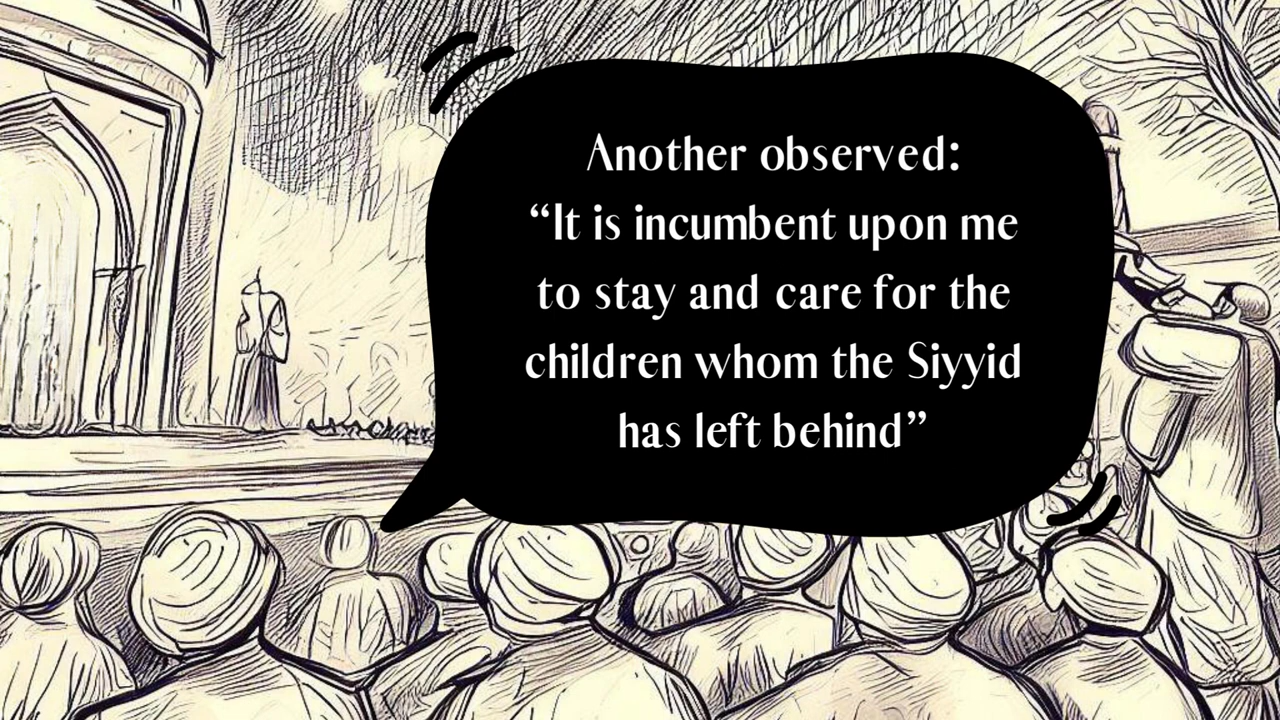 Another observed:
“It is incumbent upon me
to stay and care for the
children whom the Siyyid
has left behind”